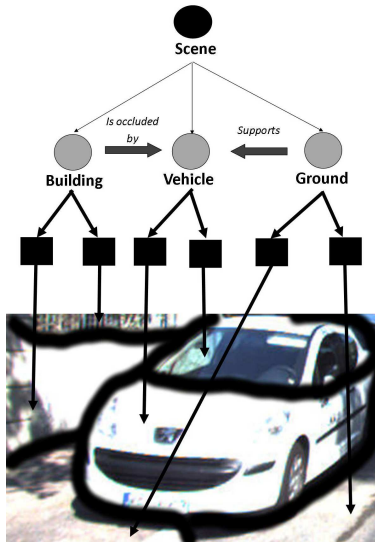 Scene
Is occluded
by
Supports
Building
Vehicle
Ground